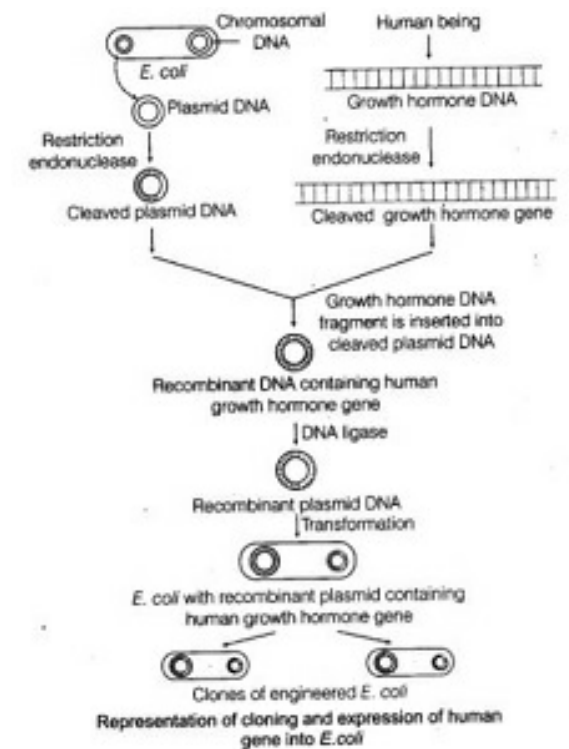 Chromosomal
DNA
E. coli
Plasmid DNA
Restriction
endonuclease
Cleaved plasmid DNA
Human being
Growth hormone DNA
Restriction
endonuclease
Cleaved growth hormone gene
Growth hormone DNA
fragment is inserted into
cleaved plasmid DNA
Recombinant DNA containing human
growth hormone gene
DNA ligase
Recombinant plasmid DNA
Transformation
E. coli with recombinant plasmid containing
human growth hormone gene
Clones of engineered E. coli
Representation of cloning and expression of human
gene into E.coli